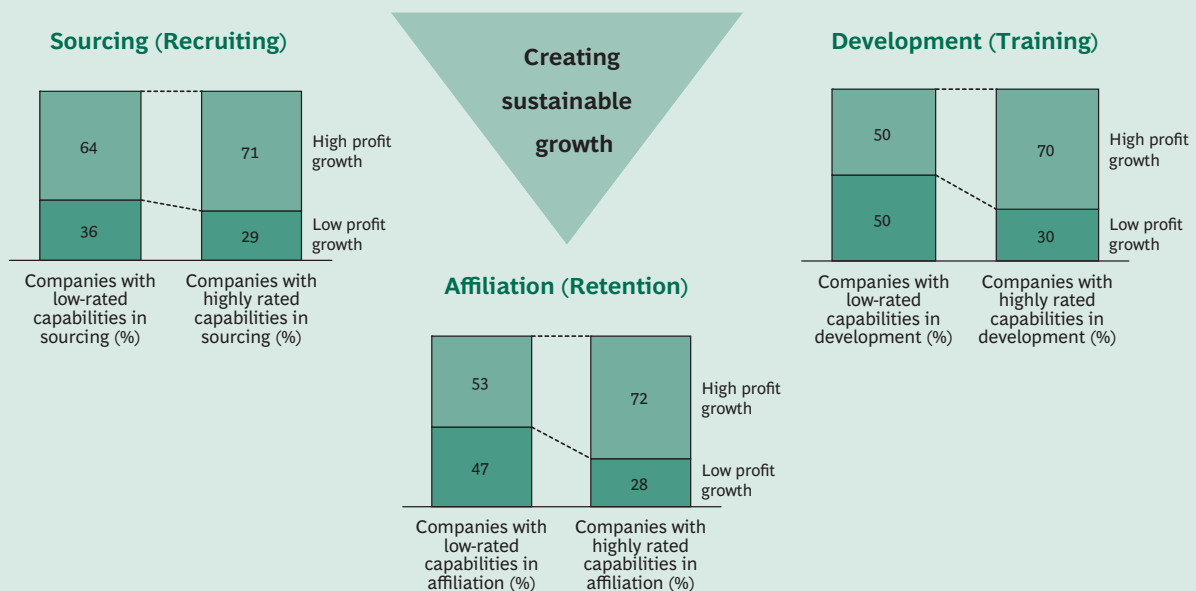 Sourcing (Recruiting)
64
71
High profit
growth
36
29
Low profit
growth
Companies with
low-rated
capabilities in
sourcing (%)
Companies with
highly rated
capabilities in
sourcing (%)
Creating
sustainable
growth
Development (Training)
50
70
High profit
growth
50
30
Low profit
growth
Companies with
low-rated
capabilities in
development (%)
Companies with
highly rated
capabilities in
development (%)
Affiliation (Retention)
53
72
High profit
growth
47
28
Low profit
growth
Companies with
low-rated
capabilities in
affiliation (%)
Companies with
highly rated
capabilities in
affiliation (%)